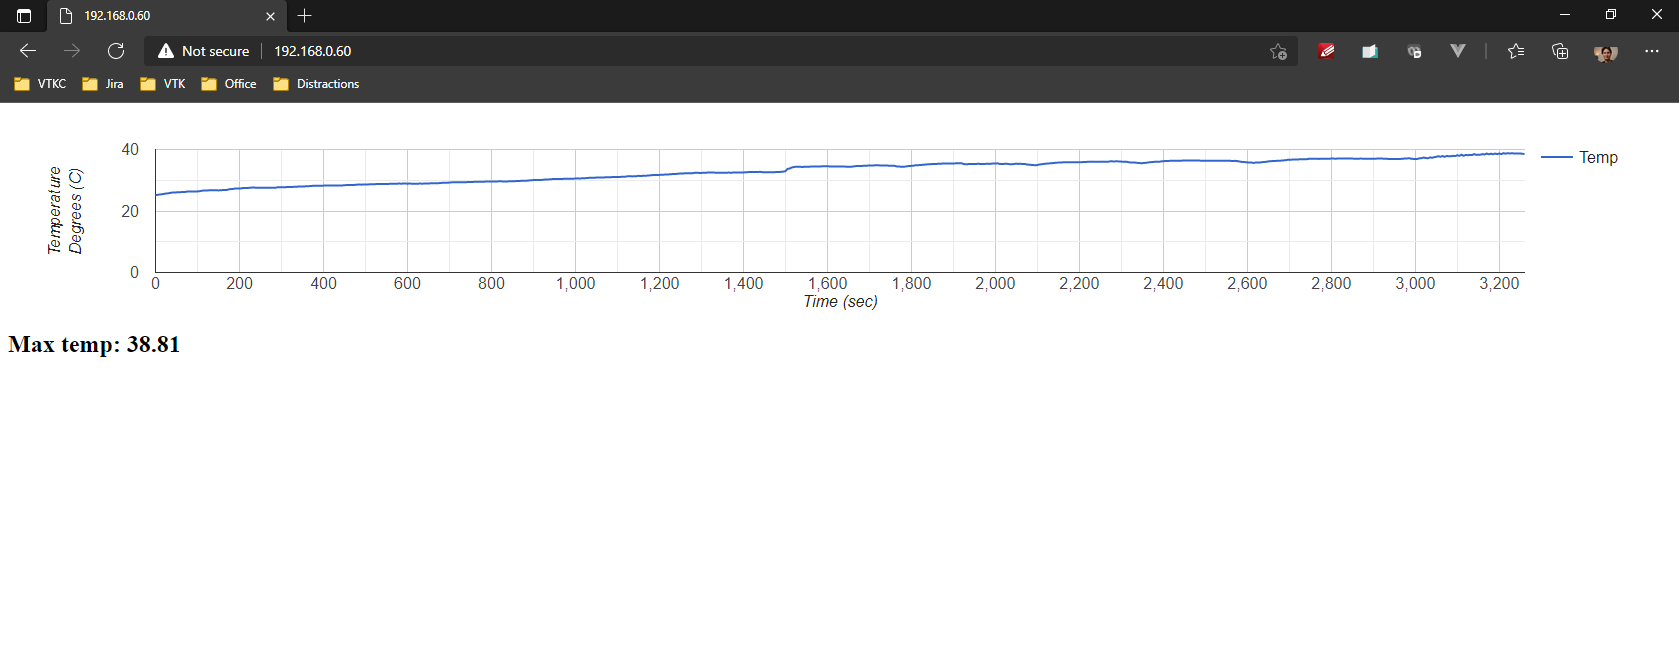 192.168.0.60
Not secure 192.168.0.60
VTKC Jira VTK Office Distractions
Temperature
Degrees (C)
40
20
0
Temp
0 200 400 600 800 1,000 1,200 1,400 1,600 1,800 2,000 2,200 2,400 2,600 2,800 3,000 3,200
Time (sec)
Max temp: 38.81